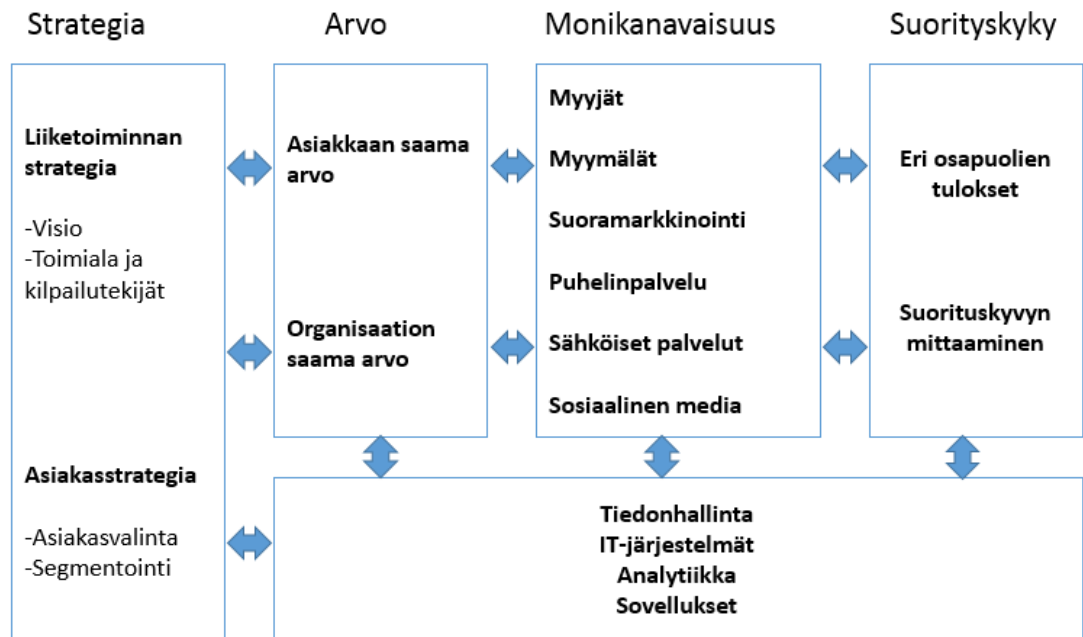 Strategia
Arvo
Monikanavaisuus
Suorityskyky
Liiketoiminnan
strategia
-Visio
-Toimiala ja
kilpailutekijät
Asiakasstrategia
-Asiakasvalinta
-Segmentointi
Asiakkaan saama
arvo
Organisaation
saama arvo
Myyjät
Myymälät
Suoramarkkinointi
Puhelinpalvelu
Sähköiset palvelut
Sosiaalinen media
Eri osapuolien
tulokset
Suorituskyvyn
mittaaminen
Tiedonhallinta
IT-järjestelmät
Analytiikka
Sovellukset